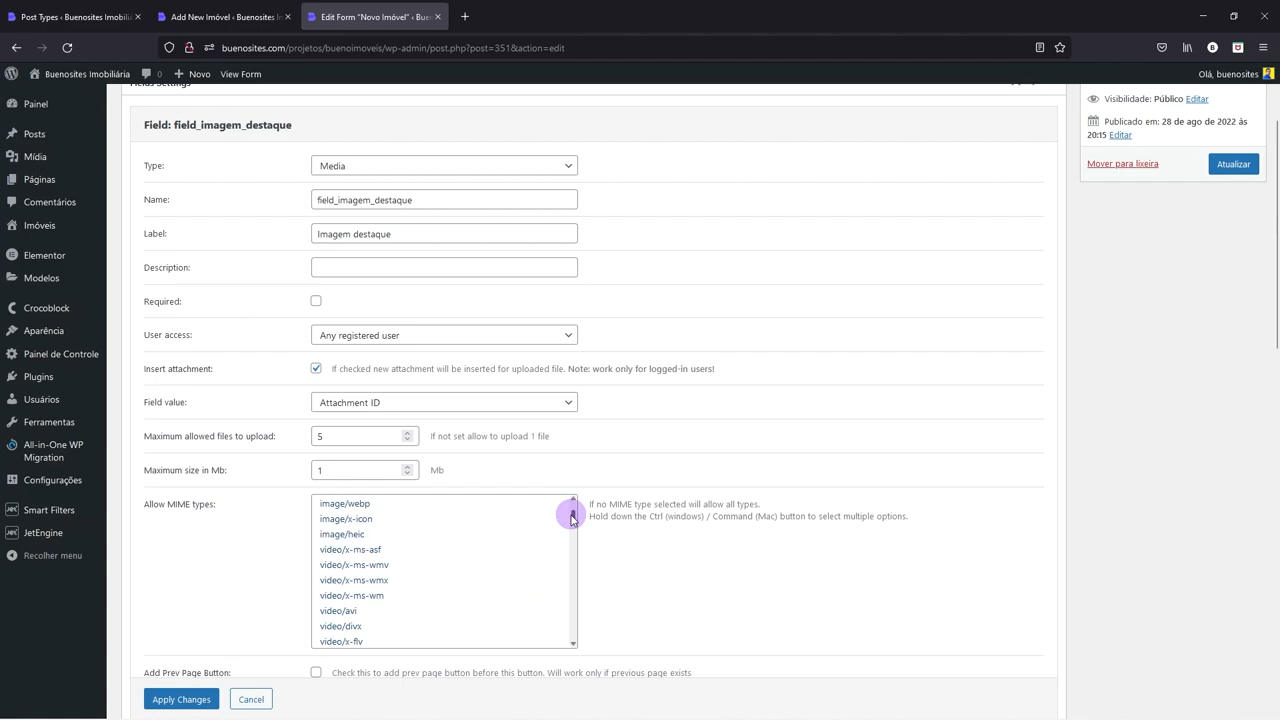 Post Types ‹ Buenosites Imobiliá
Add New Imóvel ‹ Buenosites I
Edit Form "Novo Imóvel" ‹ Buen
buenosites.com/projetos/buenoimoveis/wp-admin/post.php?post=351&action=edit
Buenosites Imobiliária
0
Novo
View Form
Olá, buenosites
Painel
Posts
Mídia
Páginas
Comentários
Imóveis
Elementor
Modelos
Crocoblock
Aparência
Painel de Controle
Plugins
Usuários
Ferramentas
All-in-One WP
Migration
Configurações
Smart Filters
JetEngine
Recolher menu
Fields Settings
Field: field_imagem_destaque
Type:
Media
Name:
field_imagem_destaque
Label:
Imagem destaque
Description:
Required:
User access:
Any registered user
Insert attachment:
If checked new attachment will be inserted for uploaded file. Note: work only for logged-in users!
Field value:
Attachment ID
Maximum allowed files to upload:
5
If not set allow to upload 1 file
Maximum size in Mb:
1
Mb
Allow MIME types:
image/webp
image/x-icon
image/heic
video/x-ms-asf
video/x-ms-wmv
video/x-ms-wmx
video/x-ms-wm
video/avi
video/divx
video/x-flv
If no MIME type selected will allow all types.
Hold down the Ctrl (windows) / Command (Mac) button to select multiple options.
Add Prev Page Button:
Check this to add prev page button before this button. Will work only if previous page exists
Apply Changes
Cancel
Visibilidade: Público Editar
Publicado em: 28 de ago de 2022 às
20:15 Editar
Mover para lixeira
Atualizar